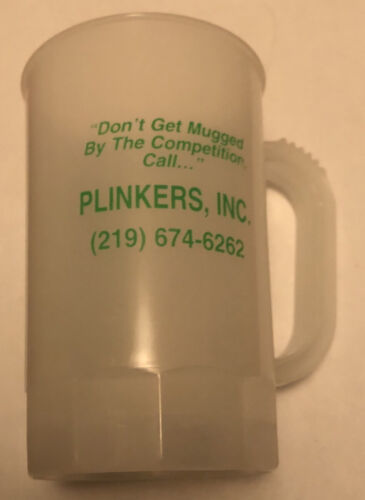 "Don't Get Mugged
By The Competition,
Call..."
PLINKERS, INC.
(219) 674-6262